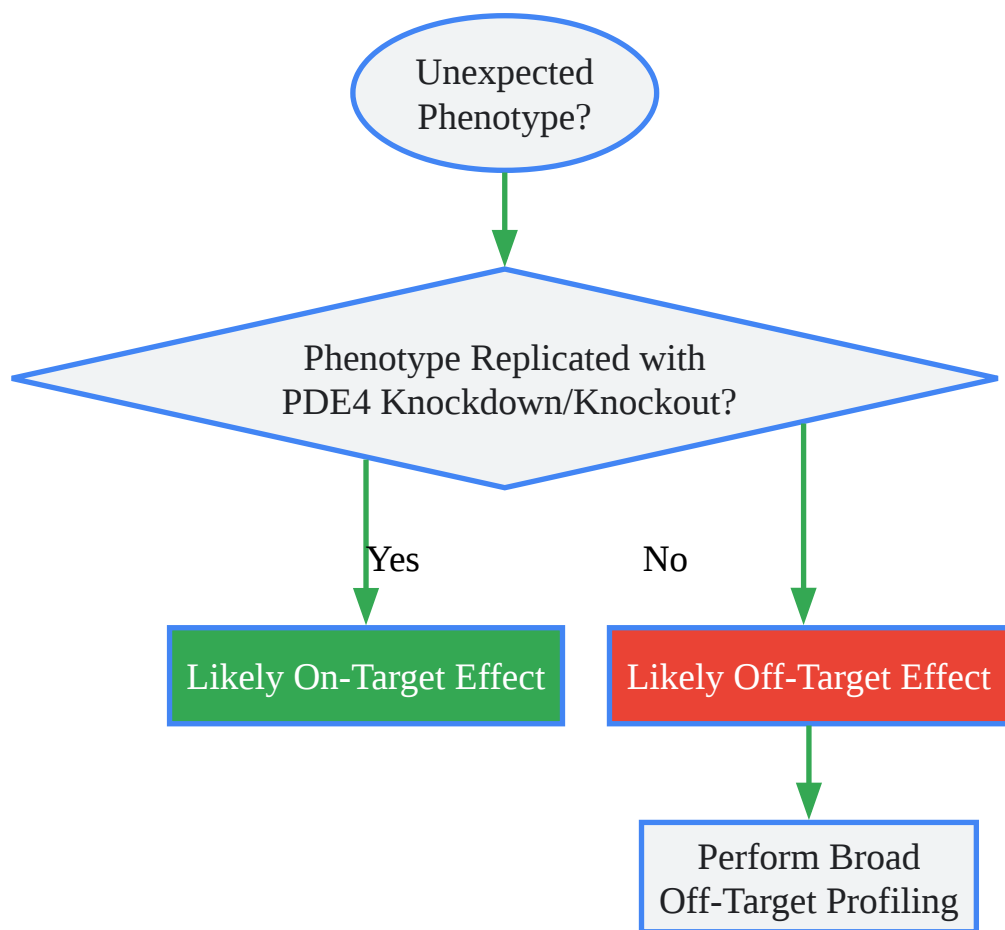 Unexpected
Phenotype?
Phenotype Replicated with
PDE4 Knockdown/Knockout?
Yes
No
Likely On-Target Effect
Likely Off-Target Effect
Perform Broad
Off-Target Profiling